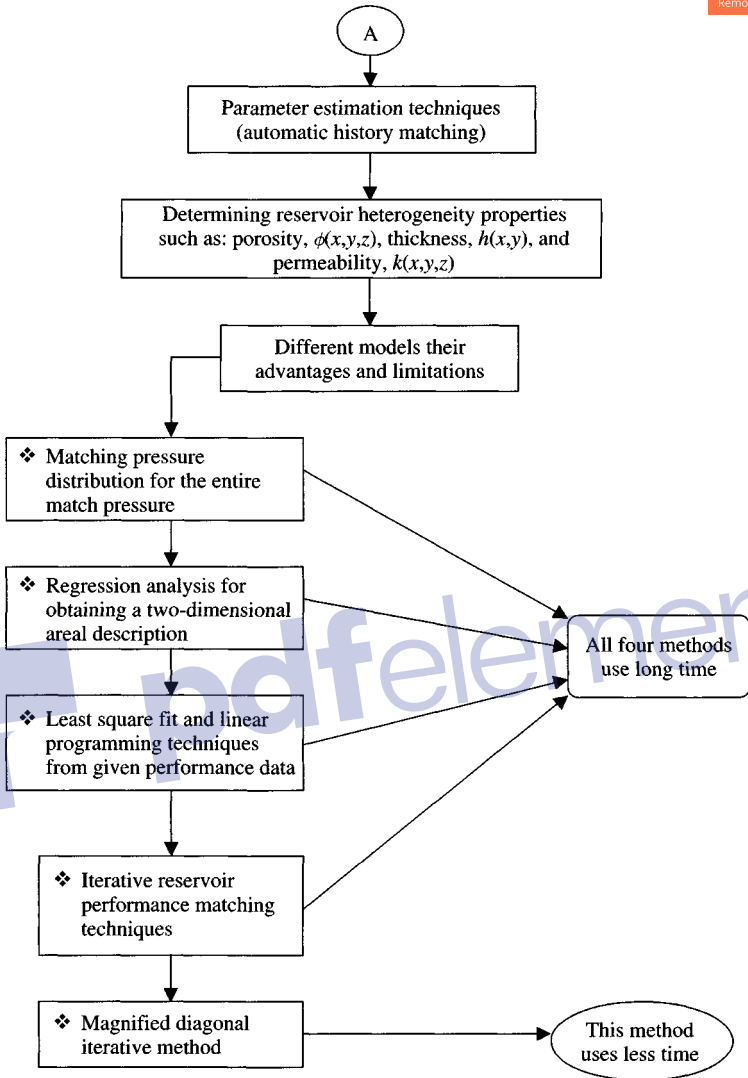 Remo
A
Parameter estimation techniques
(automatic history matching)
Determining reservoir heterogeneity properties
such as: porosity, ϕ(x,y,z), thickness, h(x,y), and
permeability, k(x,y,z)
Different models their
advantages and limitations
❖ Matching pressure
distribution for the entire
match pressure
❖ Regression analysis for
obtaining a two-dimensional
areal description
All four methods
use long time
❖ Least square fit and linear
programming techniques
from given performance data
❖ Iterative reservoir
performance matching
techniques
❖ Magnified diagonal
iterative method
This method
uses less time
pdfelemen